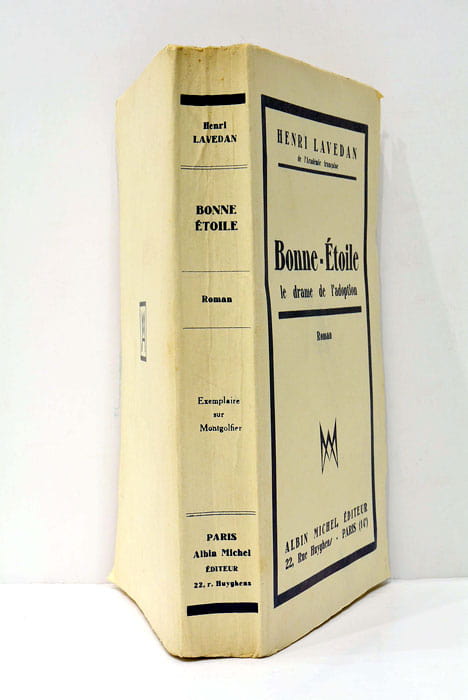 Henri
LAVEDAN
BONNE
ÉTOILE
Roman
Exemplaire
sur
Montgolfier
PARIS
Albin Michel
ÉDITEUR
22, r. Huyghens
HENRI LAVEDAN
de l'Académie française
Bonne-Étoile
le drame de l'adoption
Roman
ALBIN MICHEL, ÉDITEUR
22, Rue Huyghens - PARIS (14e)